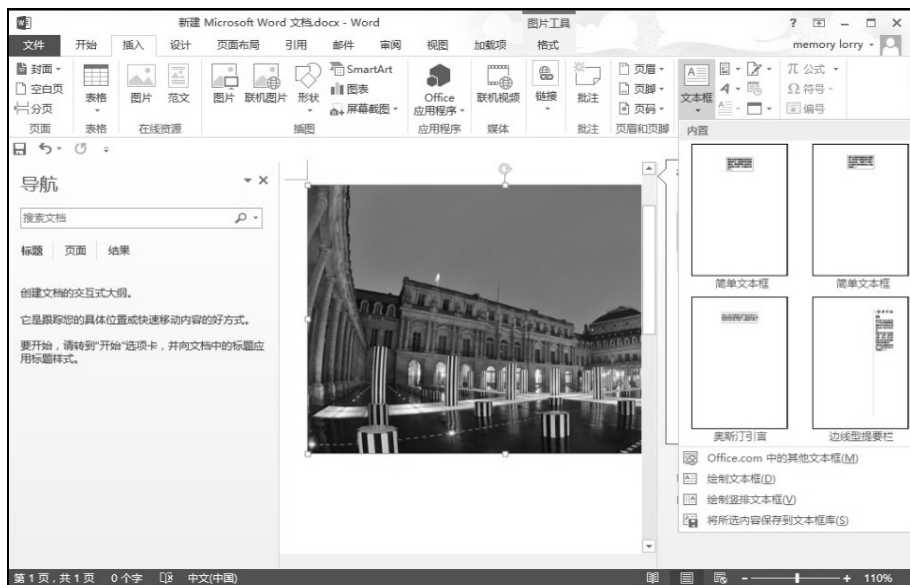 新建 Microsoft Word 文档.docx - Word
图片工具
文件 开始 插入 设计 页面布局 引用 邮件 审阅 视图 加载项 格式
memory lorry
封面
空白页
分页
页面
表格
表格
图片
范文
在线资源
图片
联机图片
形状
SmartArt
图表
屏幕截图
插图
Office
应用程序
应用程序
联机视频
媒体
链接
批注
批注
页眉
页脚
页码
页眉和页脚
文本框
公式
符号
编号
导航
搜索文档
标题 页面 结果
创建文档的交互式大纲。
它是跟踪您的具体位置或快速移动内容的好方式。
要开始，请转到"开始"选项卡，并向文档中的标题应
用标题样式。
内置
简单文本框
简单文本框
奥斯汀引言
边线型提要栏
Office.com 中的其他文本框(M)
绘制文本框(D)
绘制竖排文本框(V)
将所选内容保存到文本框库(S)
第 1 页，共 1 页 0 个字 中文(中国)
110%